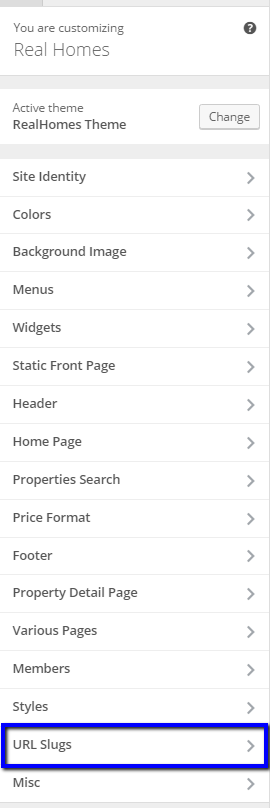 You are customizing
Real Homes
Active theme
RealHomes Theme
Change
Site Identity
Colors
Background Image
Menus
Widgets
Static Front Page
Header
Home Page
Properties Search
Price Format
Footer
Property Detail Page
Various Pages
Members
Styles
URL Slugs
Misc